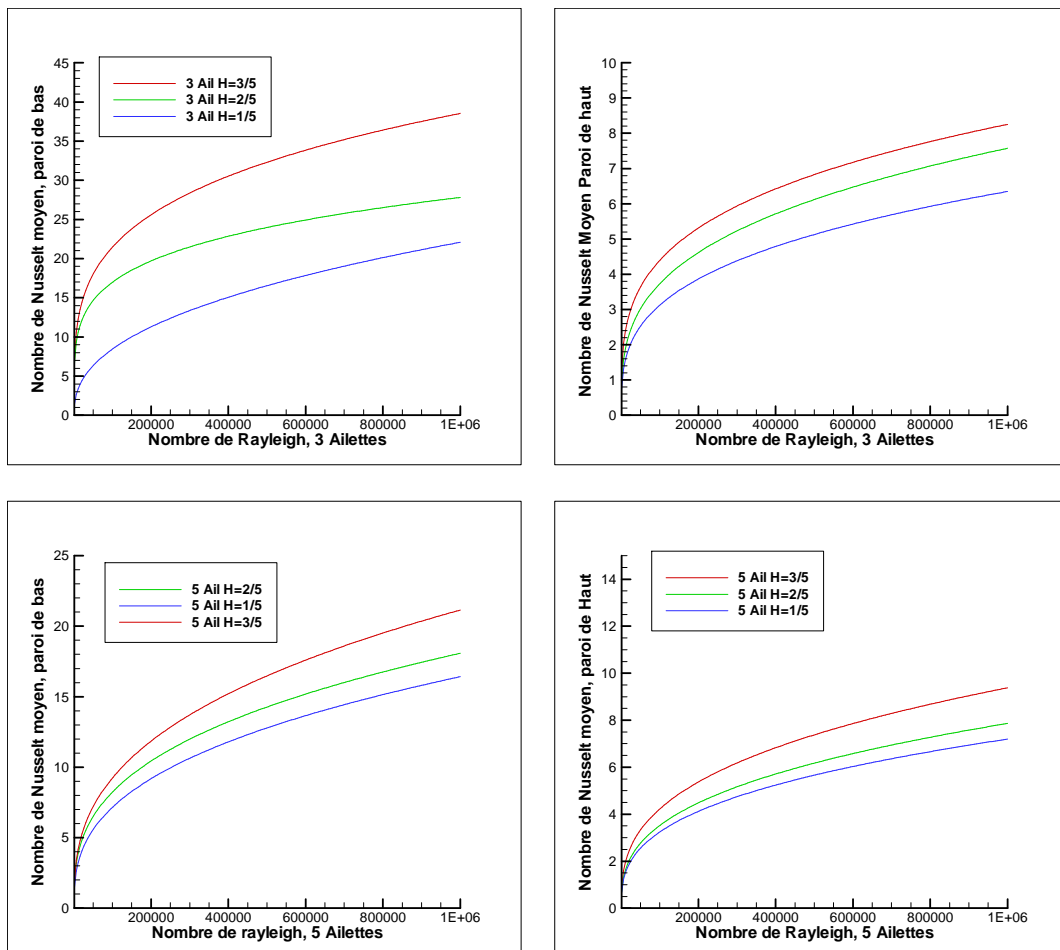 45
40
35
30
25
20
15
10
5
0
Nombre de Nusselt moyen, paroi de bas
3 Ail H=3/5
3 Ail H=2/5
3 Ail H=1/5
200000 400000 600000 800000 1E+06
Nombre de Rayleigh, 3 Ailettes
10
9
8
7
6
5
4
3
2
1
0
Nombre de Nusselt Moyen Paroi de haut
200000 400000 600000 800000 1E+06
Nombre de Rayleigh, 3 Ailettes
25
20
15
10
5
0
Nombre de Nusselt moyen, paroi de bas
5 Ail H=2/5
5 Ail H=1/5
5 Ail H=3/5
200000 400000 600000 800000 1E+06
Nombre de rayleigh, 5 Ailettes
14
12
10
8
6
4
2
0
Nombre de Nusselt moyen, paroi de Haut
5 Ail H=3/5
5 Ail H=2/5
5 Ail H=1/5
200000 400000 600000 800000 1E+06
Nombre de Rayleigh, 5 Ailettes